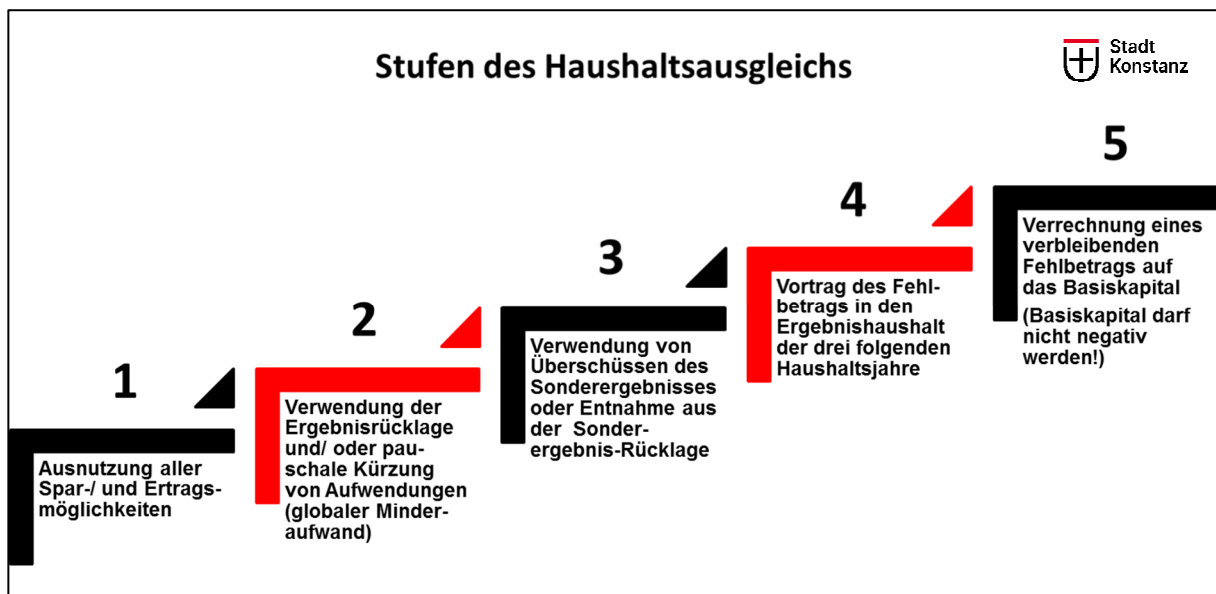 Stufen des Haushaltsausgleichs
Stadt
Konstanz
1
Ausnutzung aller
Spar-/ und Ertrags-
möglichkeiten
2
Verwendung der
Ergebnisrücklage
und/ oder pau-
schale Kürzung
von Aufwendungen
(globaler Minder-
aufwand)
3
Verwendung von
Überschüssen des
Sonderergebnisses
oder Entnahme aus
der Sonder-
ergebnis-Rücklage
4
Vortrag des Fehl-
betrags in den
Ergebnishaushalt
der drei folgenden
Haushaltsjahre
5
Verrechnung eines
verbleibenden
Fehlbetrags auf
das Basiskapital
(Basiskapital darf
nicht negativ
werden!)